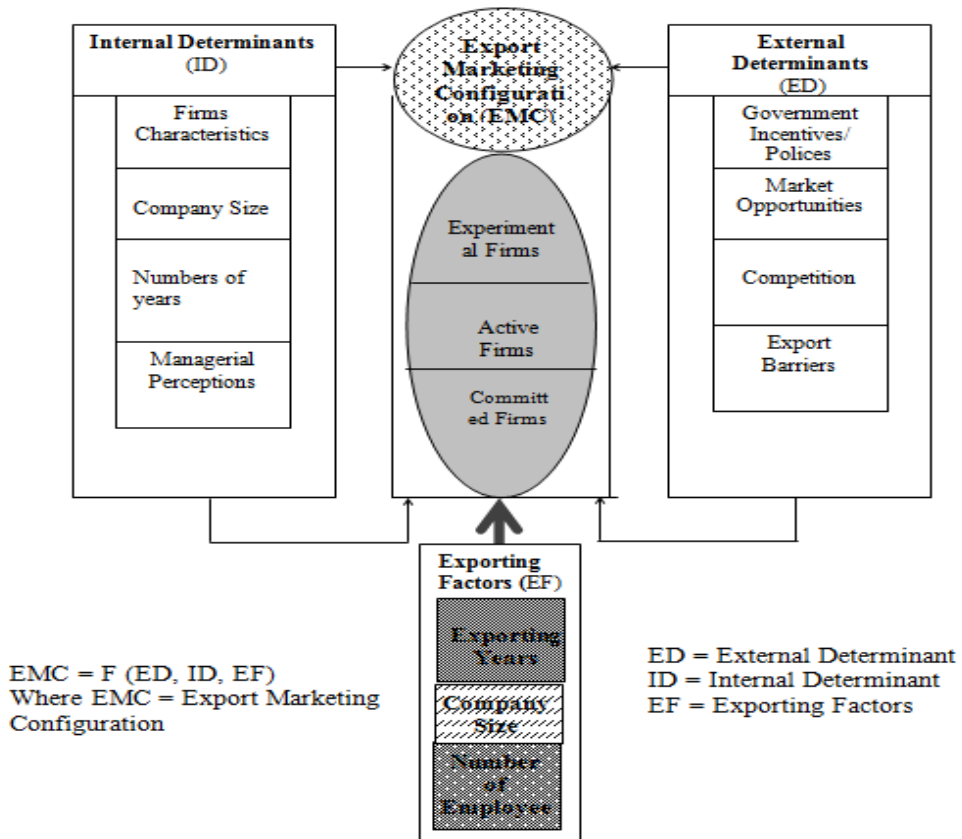 Internal Determinants
(ID)
Firms
Characteristics
Company Size
Numbers of
years
Managerial
Perceptions
Export
Marketing
Configurati
on (EMC)
Experiment
al Firms
Active
Firms
Committ
ed Firms
External
Determinants
(ED)
Government
Incentives/
Polices
Market
Opportunities
Competition
Export
Barriers
Exporting
Factors (EF)
Exporting
Years
Company
Size
Number
of
Employee
EMC = F (ED, ID, EF)
Where EMC = Export Marketing
Configuration
ED = External Determinant
ID = Internal Determinant
EF = Exporting Factors